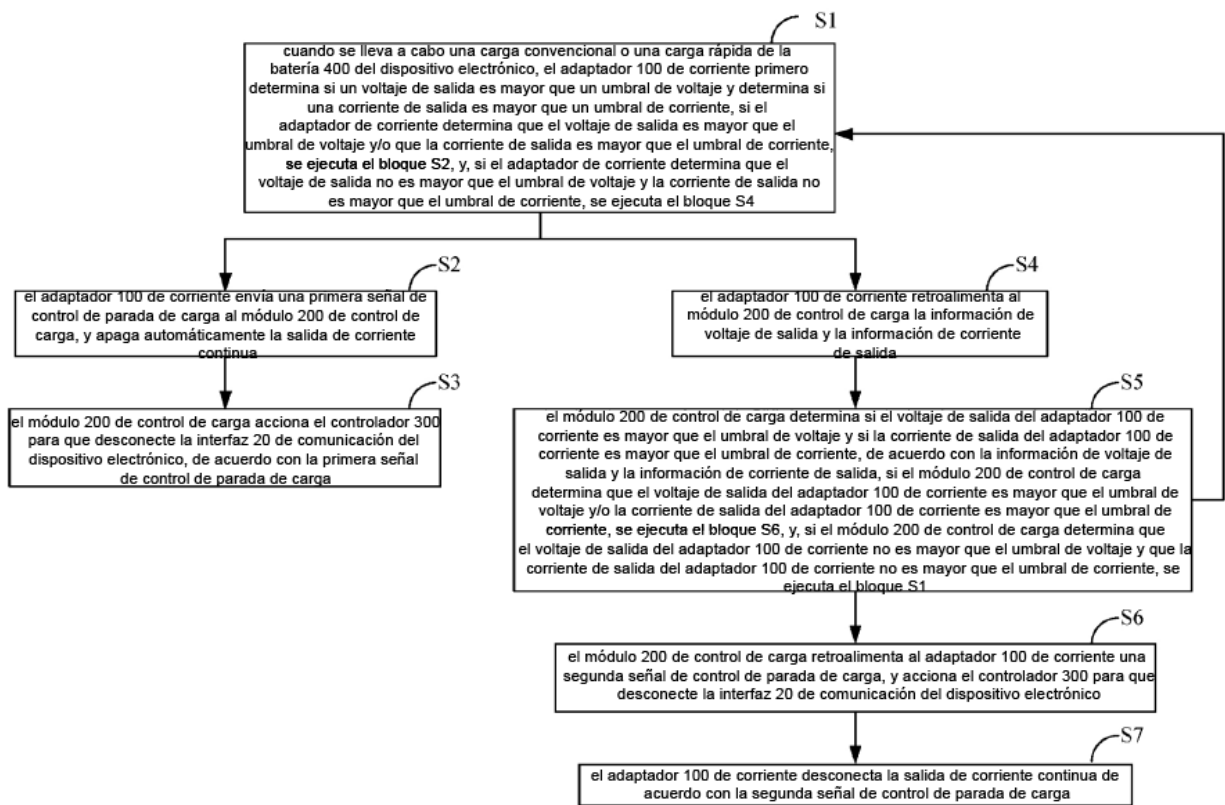 S1
cuando se lleva a cabo una carga convencional o una carga rápida de la
batería 400 del dispositivo electrónico, el adaptador 100 de corriente primero
determina si un voltaje de salida es mayor que un umbral de voltaje y determina si
una corriente de salida es mayor que un umbral de corriente, si el
adaptador de corriente determina que el voltaje de salida es mayor que el
umbral de voltaje y/o que la corriente de salida es mayor que el umbral de corriente,
se ejecuta el bloque S2, y, si el adaptador de corriente determina que el
voltaje de salida no es mayor que el umbral de voltaje y la corriente de salida no
es mayor que el umbral de corriente, se ejecuta el bloque S4
S2
el adaptador 100 de corriente envía una primera señal de
control de parada de carga al módulo 200 de control de
carga, y apaga automáticamente la salida de corriente
continua
S3
el módulo 200 de control de carga acciona el controlador 300
para que desconecte la interfaz 20 de comunicación del
dispositivo electrónico, de acuerdo con la primera señal
de control de parada de carga
S4
el adaptador 100 de corriente retroalimenta al
módulo 200 de control de carga la información de
voltaje de salida y la información de corriente
de salida
S5
el módulo 200 de control de carga determina si el voltaje de salida del adaptador 100 de
corriente es mayor que el umbral de voltaje y si la corriente de salida del adaptador 100 de
corriente es mayor que el umbral de corriente, de acuerdo con la información de voltaje de
salida y la información de corriente de salida, si el módulo 200 de control de carga
determina que el voltaje de salida del adaptador 100 de corriente es mayor que el umbral de
voltaje y/o la corriente de salida del adaptador 100 de corriente es mayor que el umbral de
corriente, se ejecuta el bloque S6, y, si el módulo 200 de control de carga determina que
el voltaje de salida del adaptador 100 de corriente no es mayor que el umbral de voltaje y que la
corriente de salida del adaptador 100 de corriente no es mayor que el umbral de corriente, se
ejecuta el bloque S1
S6
el módulo 200 de control de carga retroalimenta al adaptador 100 de corriente una
segunda señal de control de parada de carga, y acciona el controlador 300 para que
desconecte la interfaz 20 de comunicación del dispositivo electrónico
S7
el adaptador 100 de corriente desconecta la salida de corriente continua de
acuerdo con la segunda señal de control de parada de carga